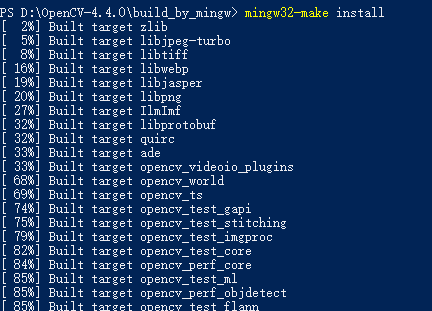 PS D:\OpenCV-4.4.0\build_by_mingw> mingw32-make install
[  2%] Built target zlib
[  5%] Built target libjpeg-turbo
[  8%] Built target libtiff
[ 16%] Built target libwebp
[ 19%] Built target libjasper
[ 20%] Built target libpng
[ 27%] Built target IlmImf
[ 32%] Built target libprotobuf
[ 32%] Built target quirc
[ 33%] Built target ade
[ 33%] Built target opencv_videoio_plugins
[ 68%] Built target opencv_world
[ 69%] Built target opencv_ts
[ 74%] Built target opencv_test_gapi
[ 75%] Built target opencv_test_stitching
[ 79%] Built target opencv_test_imgproc
[ 82%] Built target opencv_test_core
[ 84%] Built target opencv_perf_core
[ 85%] Built target opencv_test_ml
[ 85%] Built target opencv_perf_objdetect
[ 85%] Built target opencv_test_flann